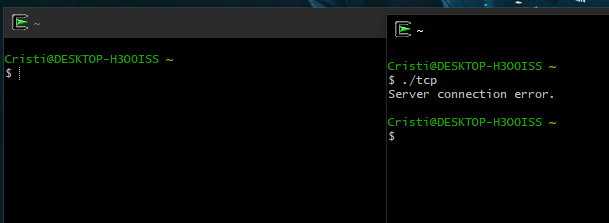 ~
Cristi@DESKTOP-H3OOISS ~
$
~
Cristi@DESKTOP-H3OOISS ~
$ ./tcp
Server connection error.
Cristi@DESKTOP-H3OOISS ~
$